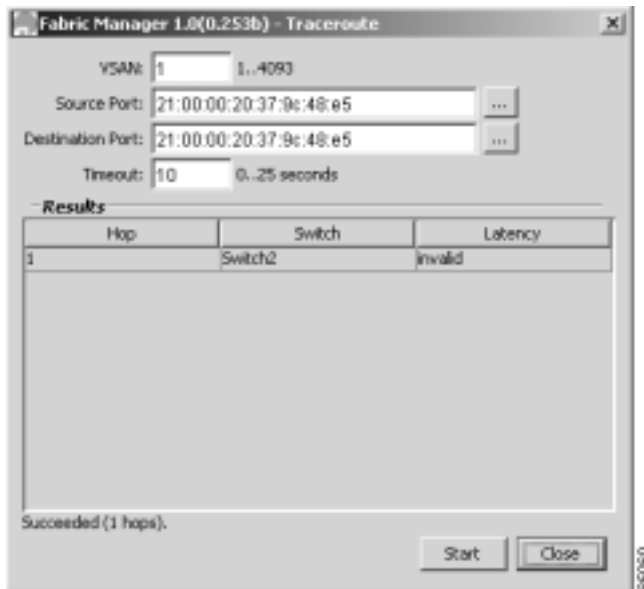 Fabric Manager 1.0(0.253b) - Traceroute
VSAN: 1 1..4093
Source Port: 21:00:00:20:37:9c:48:e5 ...
Destination Port: 21:00:00:20:37:9c:48:e5 ...
Timeout: 10 0..25 seconds
Results
Hop Switch Latency
1 Switch2 invalid
Succeeded (1 hops).
Start Close